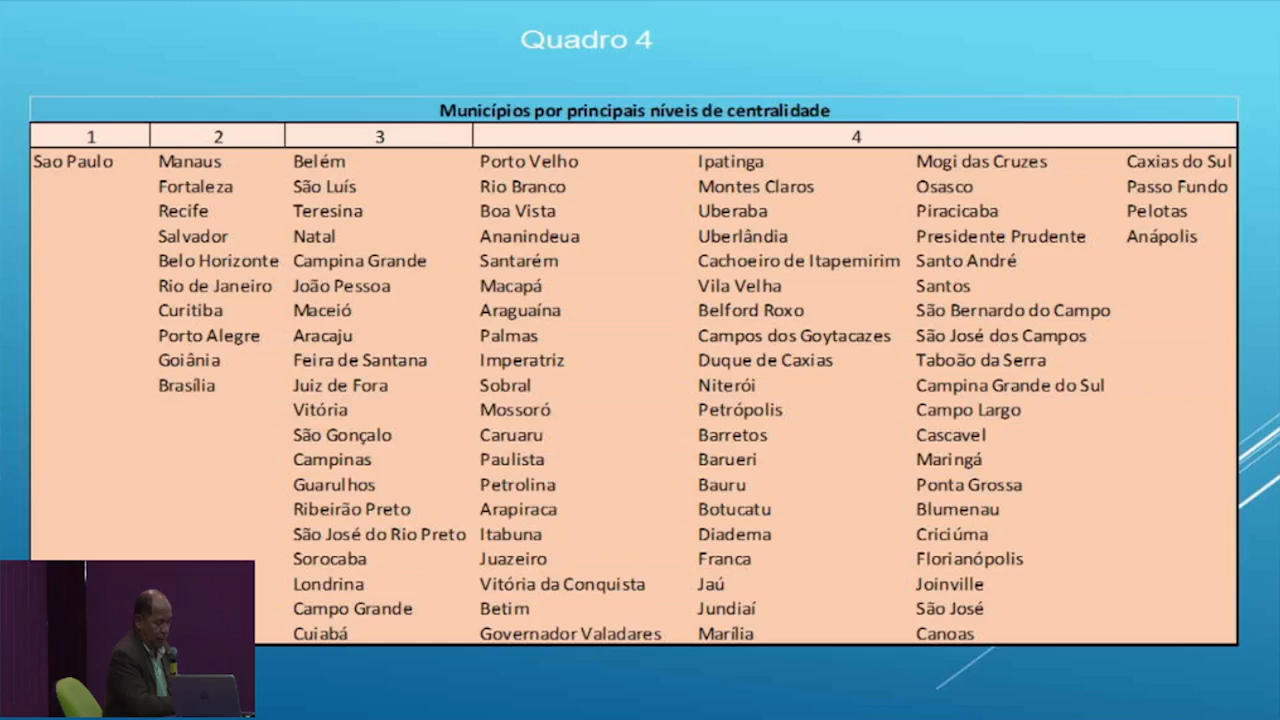 Quadro 4
Municípios por principais níveis de centralidade
1 2 3 4
Sao Paulo Manaus Belém Porto Velho Ipatinga Mogi das Cruzes Caxias do Sul
Fortaleza São Luís Rio Branco Montes Claros Osasco Passo Fundo
Recife Teresina Boa Vista Uberaba Piracicaba Pelotas
Salvador Natal Ananindeua Uberlândia Presidente Prudente Anápolis
Belo Horizonte Campina Grande Santarém Cachoeiro de Itapemirim Santo André
Rio de Janeiro João Pessoa Macapá Vila Velha Santos
Curitiba Maceió Araguaína Belford Roxo São Bernardo do Campo
Porto Alegre Aracaju Palmas Campos dos Goytacazes São José dos Campos
Goiânia Feira de Santana Imperatriz Duque de Caxias Taboão da Serra
Brasília Juiz de Fora Sobral Niterói Campina Grande do Sul
Vitória Mossoró Petrópolis Campo Largo
São Gonçalo Caruaru Barretos Cascavel
Campinas Paulista Barueri Maringá
Guarulhos Petrolina Bauru Ponta Grossa
Ribeirão Preto Arapiraca Botucatu Blumenau
São José do Rio Preto Itabuna Diadema Criciúma
Sorocaba Juazeiro Franca Florianópolis
Londrina Vitória da Conquista Jaú Joinville
Campo Grande Betim Jundiaí São José
Cuiabá Governador Valadares Marília Canoas